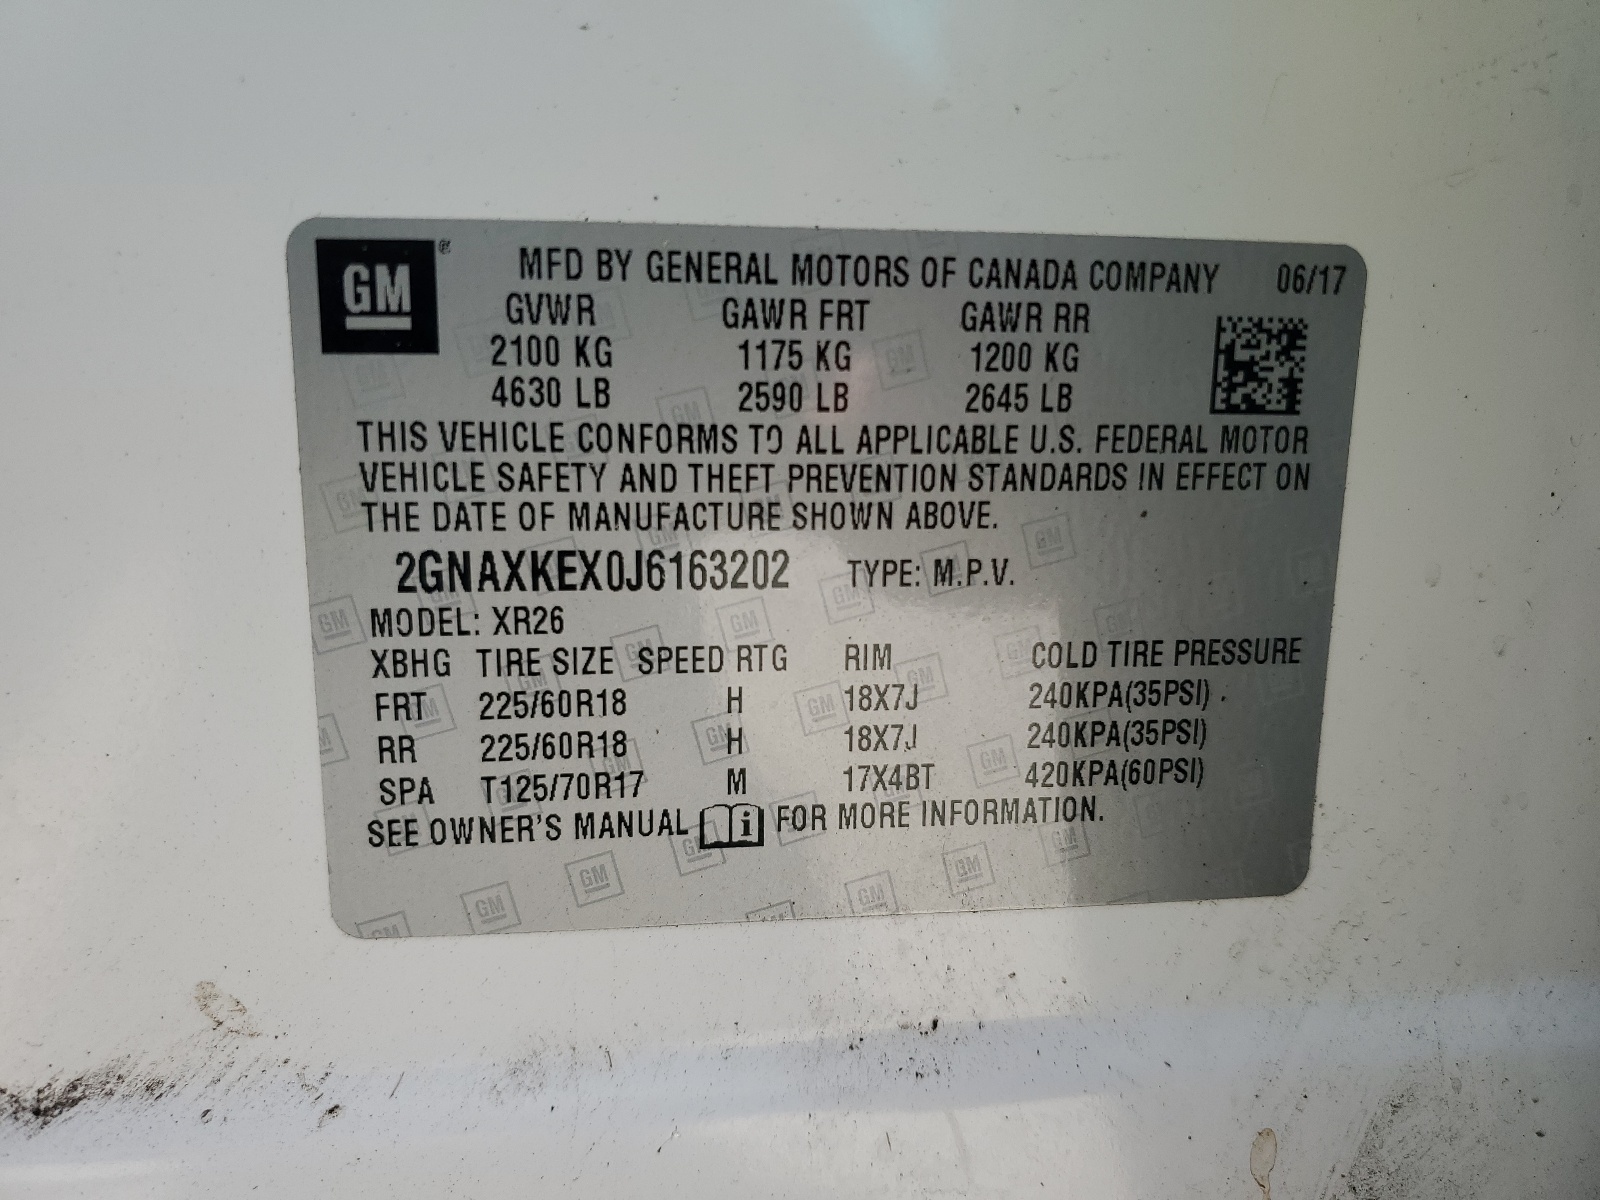 GM ®
MFD BY GENERAL MOTORS OF CANADA COMPANY 06/17
GVWR GAWR FRT GAWR RR
2100 KG 1175 KG 1200 KG
4630 LB 2590 LB 2645 LB
THIS VEHICLE CONFORMS TO ALL APPLICABLE U.S. FEDERAL MOTOR
VEHICLE SAFETY AND THEFT PREVENTION STANDARDS IN EFFECT ON
THE DATE OF MANUFACTURE SHOWN ABOVE.
2GNAXKEX0J6163202 TYPE: M.P.V.
MODEL: XR26
XBHG TIRE SIZE SPEED RTG RIM COLD TIRE PRESSURE
FRT 225/60R18 H 18X7J 240KPA(35PSI)
RR 225/60R18 H 18X7J 240KPA(35PSI)
SPA T125/70R17 M 17X4BT 420KPA(60PSI)
SEE OWNER'S MANUAL i FOR MORE INFORMATION.